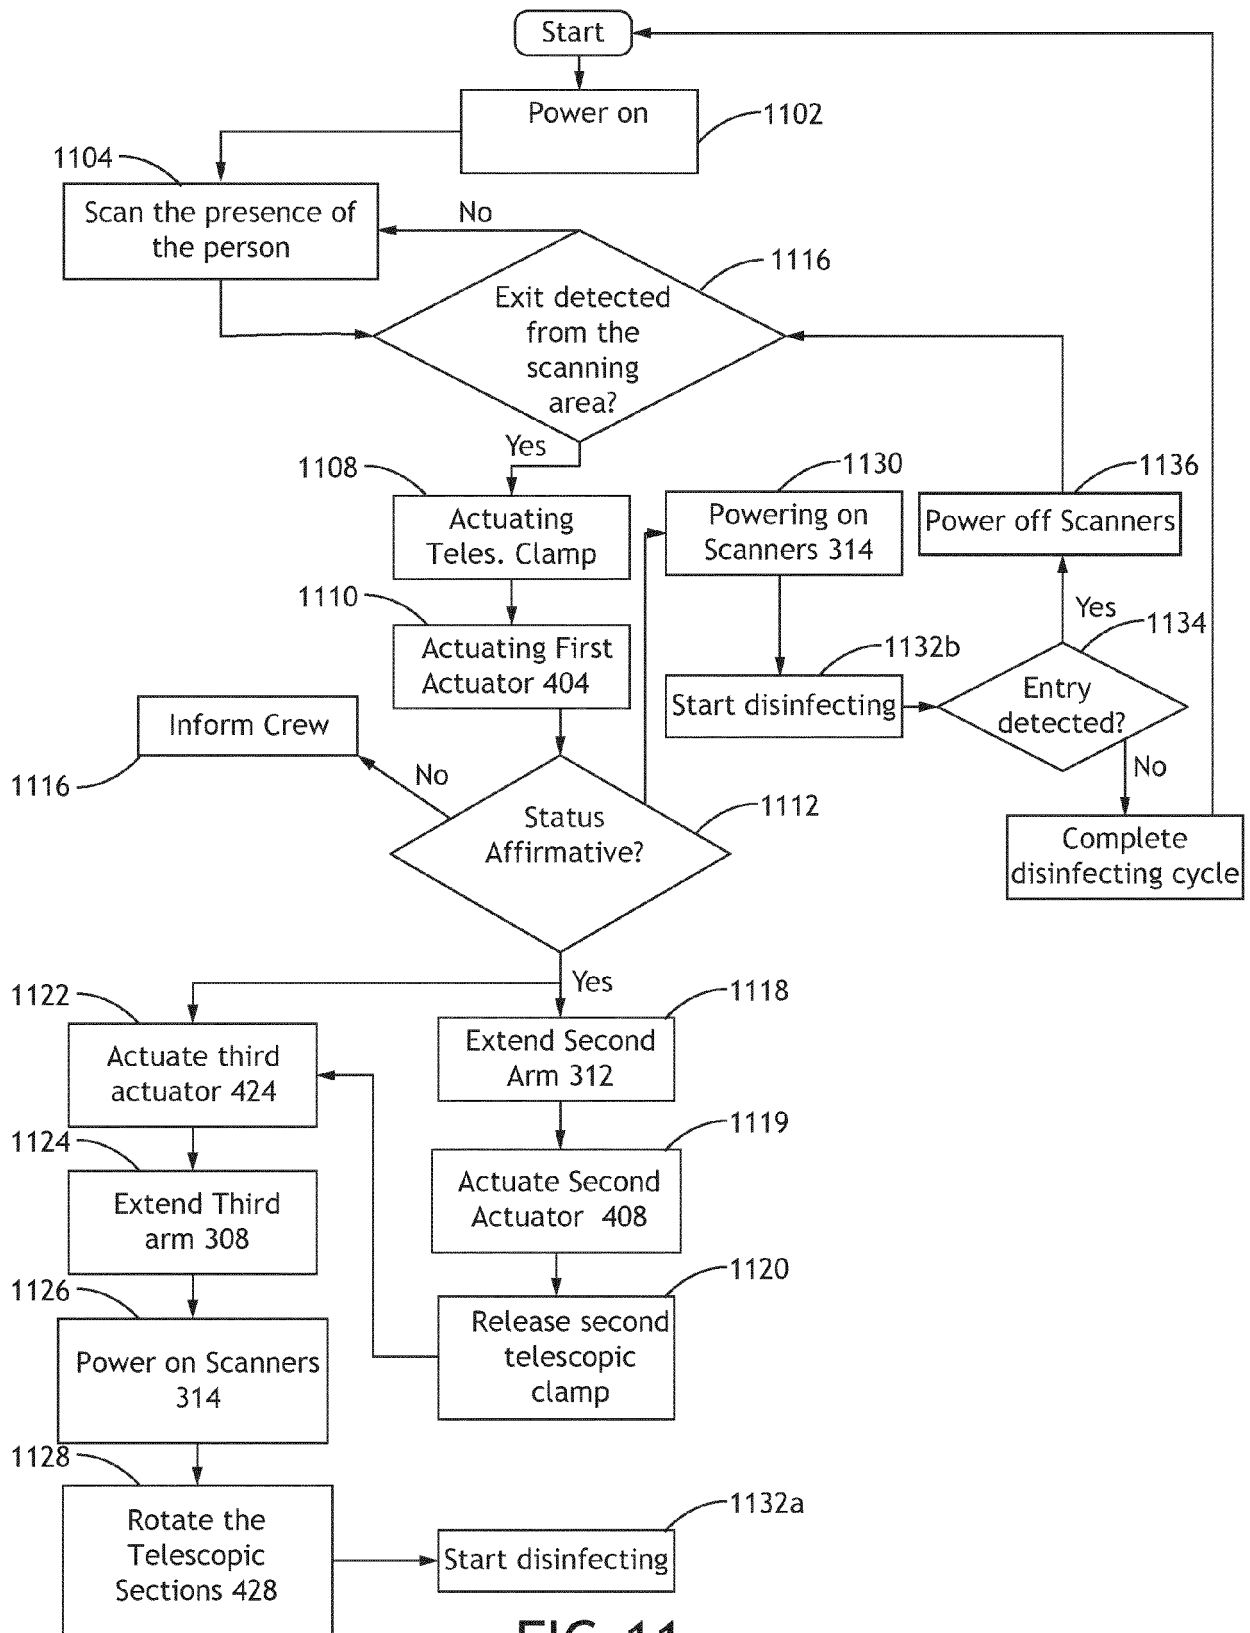 Start
Power on
1102
1104
Scan the presence of
the person
No
1116
Exit detected
from the
scanning
area?
Yes
1108
Actuating
Teles. Clamp
1130
Powering on
Scanners 314
1136
Power off Scanners
1110
Actuating First
Actuator 404
Yes
1134
1132b
Start disinfecting
Entry
detected?
Inform Crew
1116
No
No
Status
Affirmative?
1112
Complete
disinfecting cycle
Yes
1122
Actuate third
actuator 424
1118
Extend Second
Arm 312
1124
Extend Third
arm 308
1119
Actuate Second
Actuator 408
1126
Power on Scanners
314
1120
Release second
telescopic
clamp
1128
Rotate the
Telescopic
Sections 428
1132a
Start disinfecting
FIG. 11